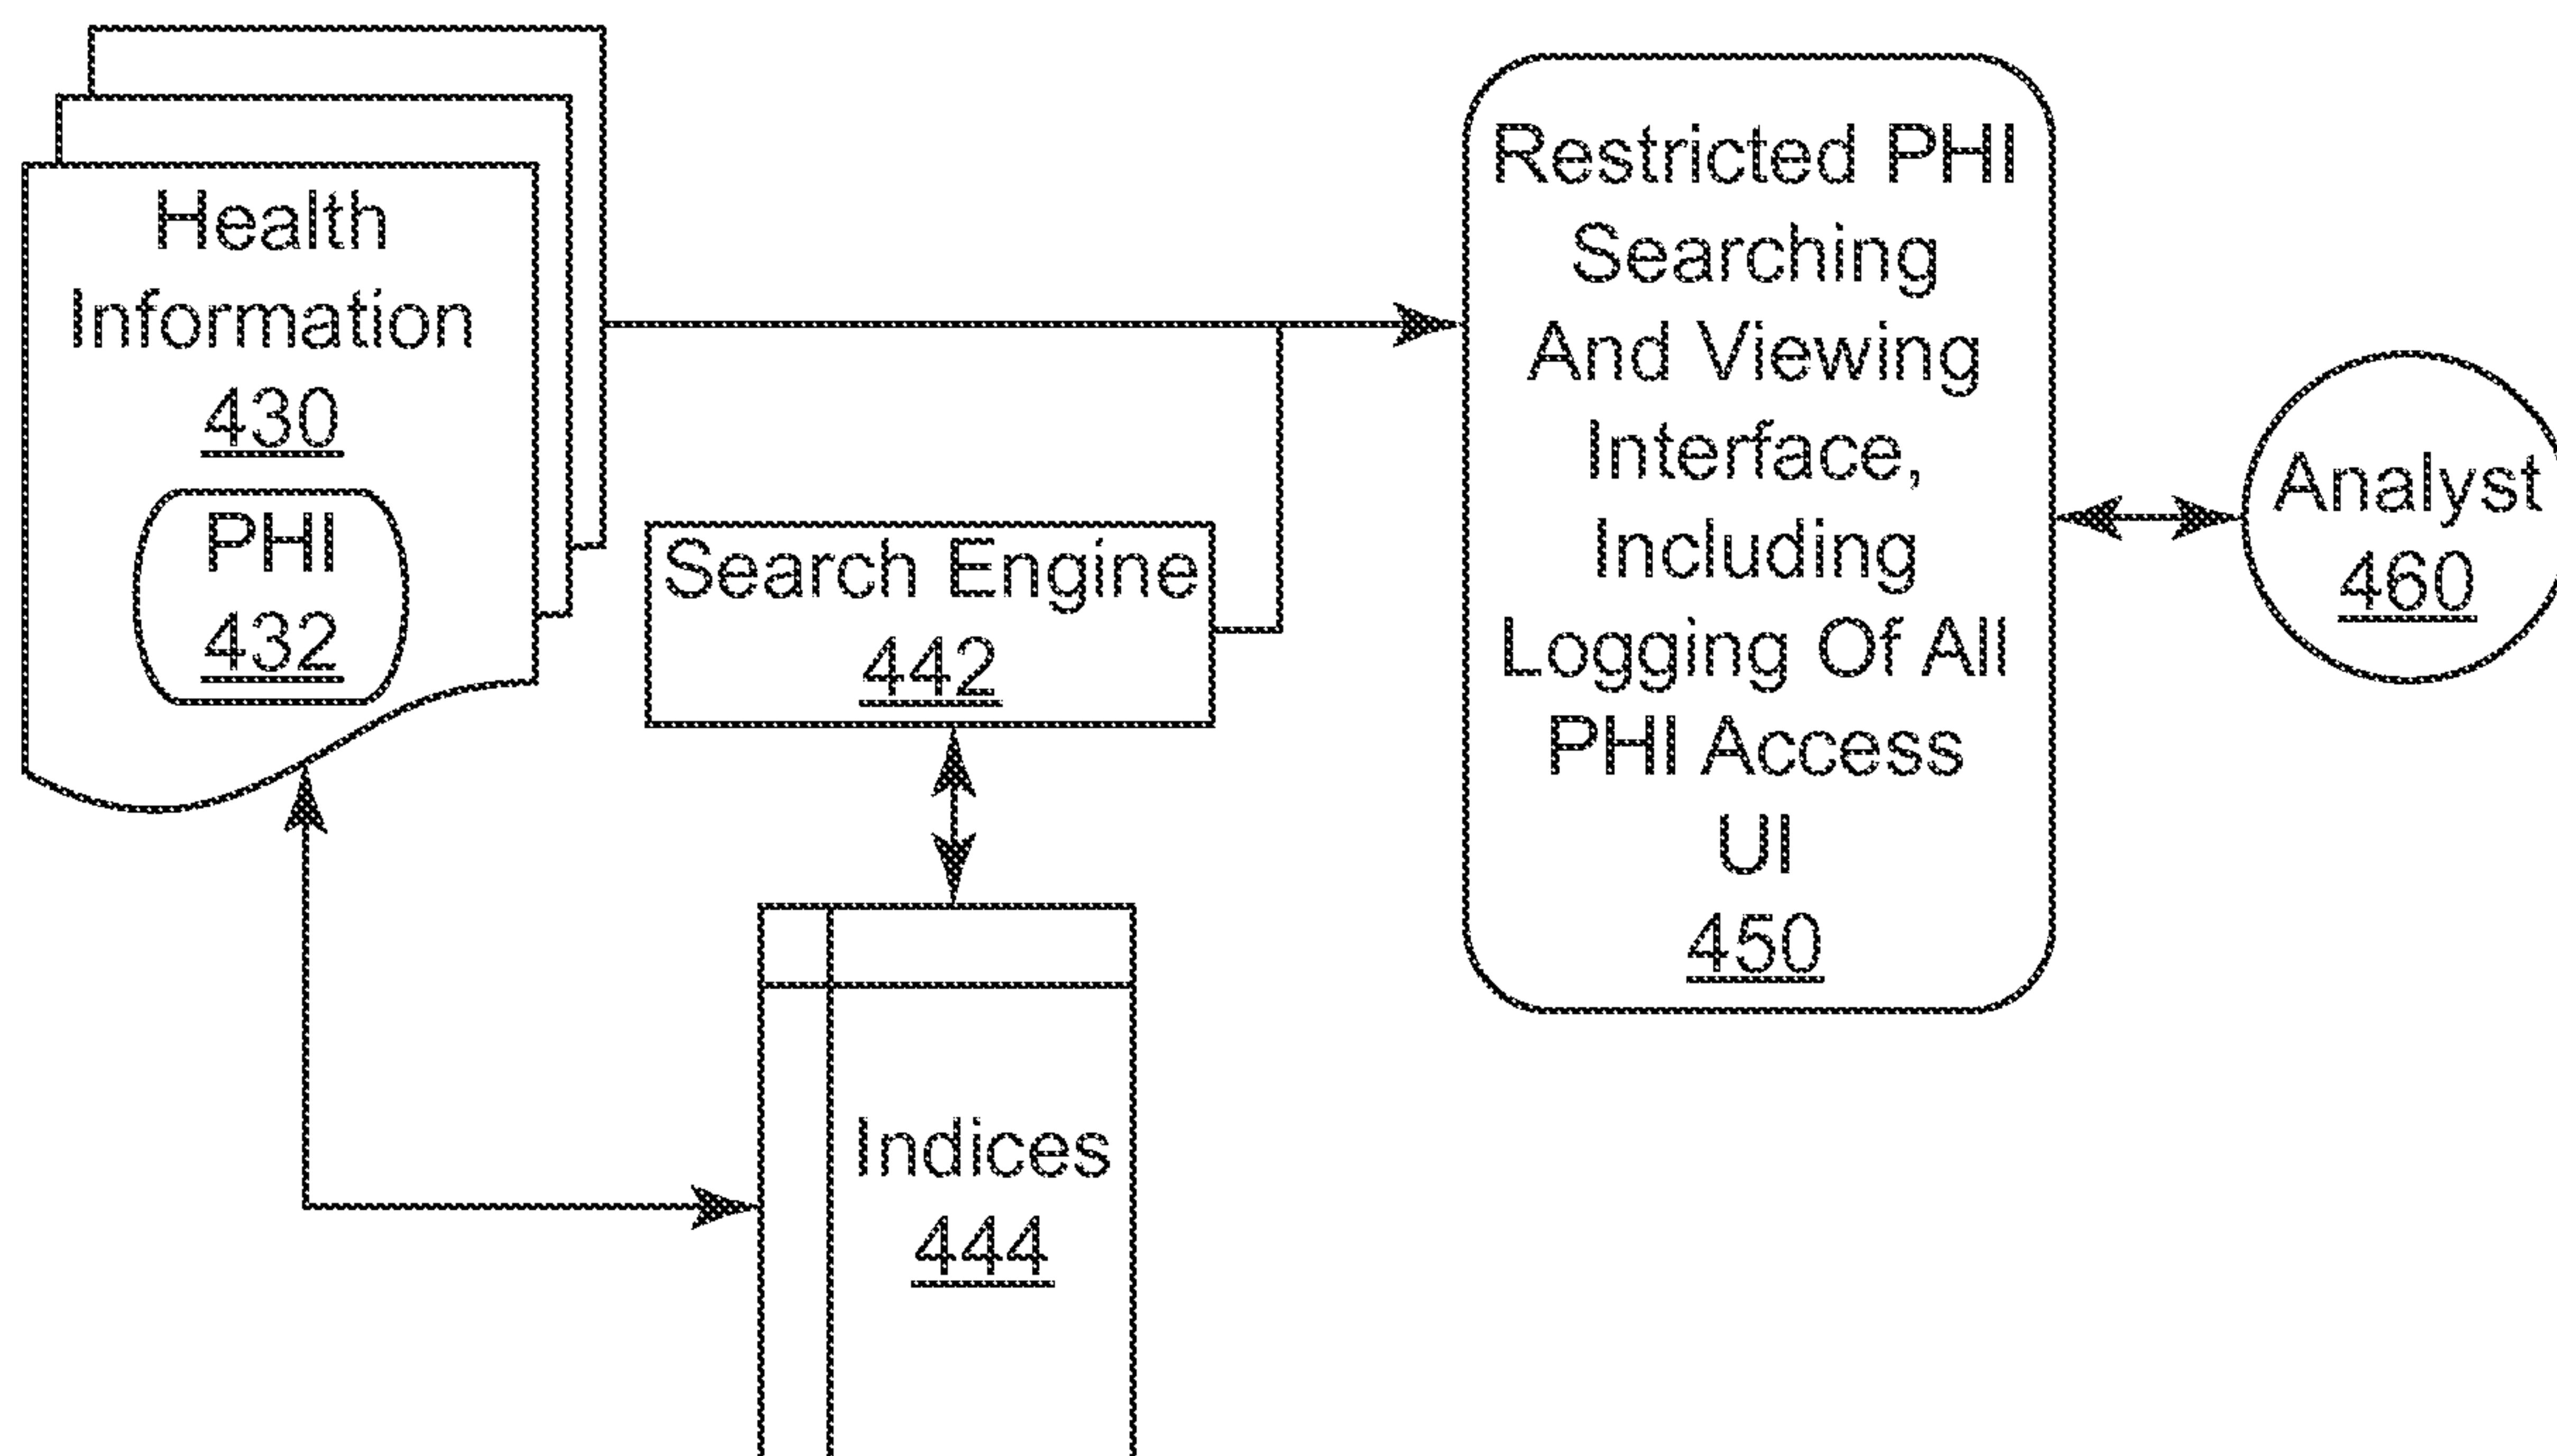 Health
Information
430
PHI
432
Search Engine
442
Indices
444
Restricted PHI
Searching
And Viewing
Interface,
Including
Logging Of All
PHI Access
UI
450
Analyst
460